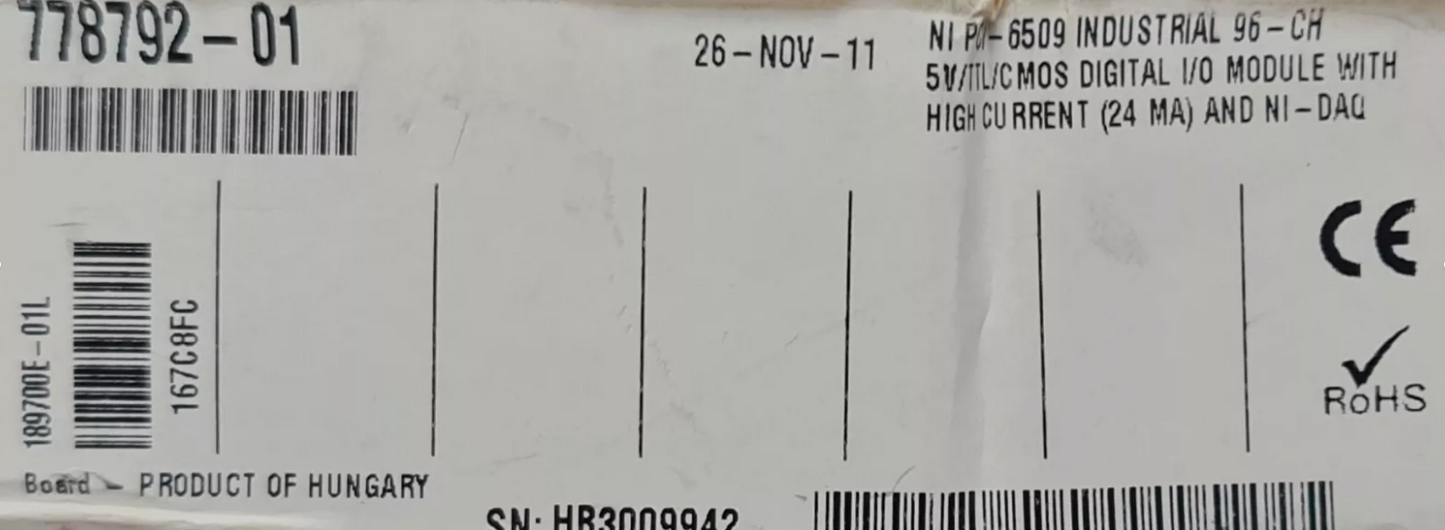 778792-01
26-NOV-11
NI PCI-6509 INDUSTRIAL 96-CH
5V/TTL/CMOS DIGITAL I/O MODULE WITH
HIGH CURRENT (24 MA) AND NI-DAQ
189700E-01L
167C8FC
CE
RoHS
Board - PRODUCT OF HUNGARY
SN: HB3009942